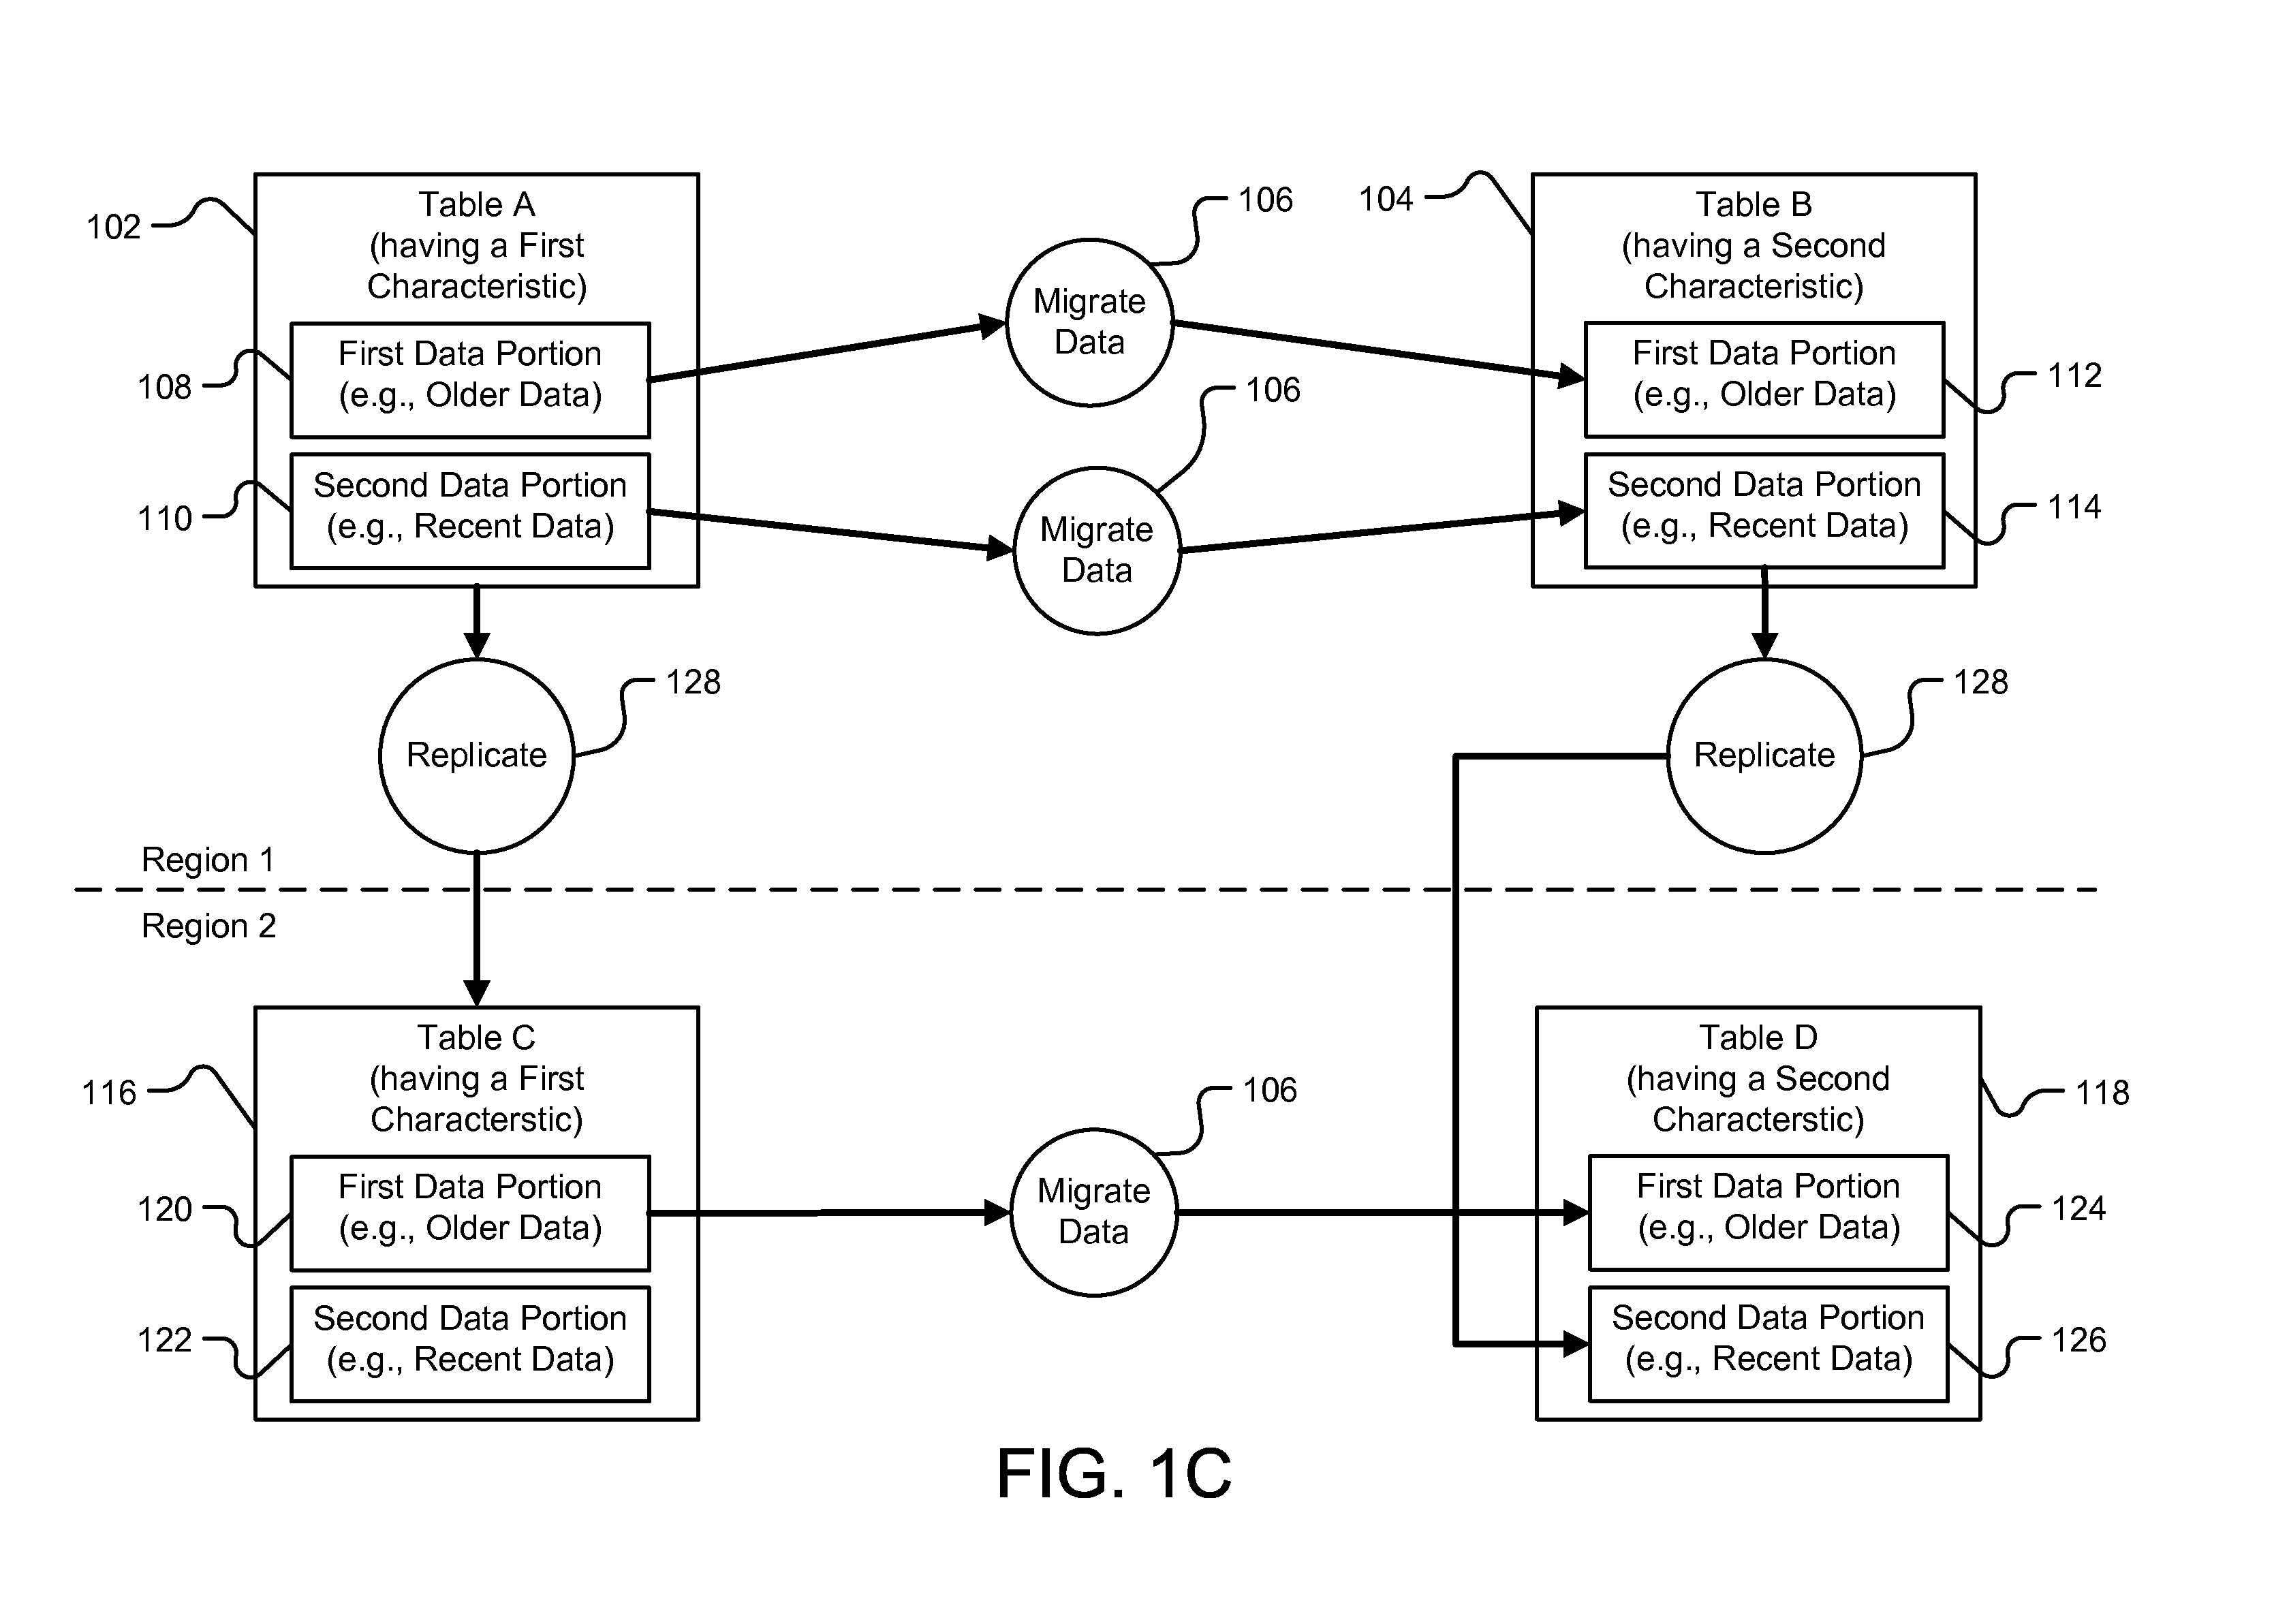 Table A
(having a First
Characteristic)
102
First Data Portion
(e.g., Older Data)
108
Second Data Portion
(e.g., Recent Data)
110
Migrate
Data
106
Migrate
Data
106
104
Table B
(having a Second
Characteristic)
First Data Portion
(e.g., Older Data)
112
Second Data Portion
(e.g., Recent Data)
114
Replicate
128
Replicate
128
Region 1
Region 2
Table C
(having a First
Characterstic)
116
First Data Portion
(e.g., Older Data)
120
Second Data Portion
(e.g., Recent Data)
122
Migrate
Data
106
Table D
(having a Second
Characterstic)
118
First Data Portion
(e.g., Older Data)
124
Second Data Portion
(e.g., Recent Data)
126
FIG. 1C